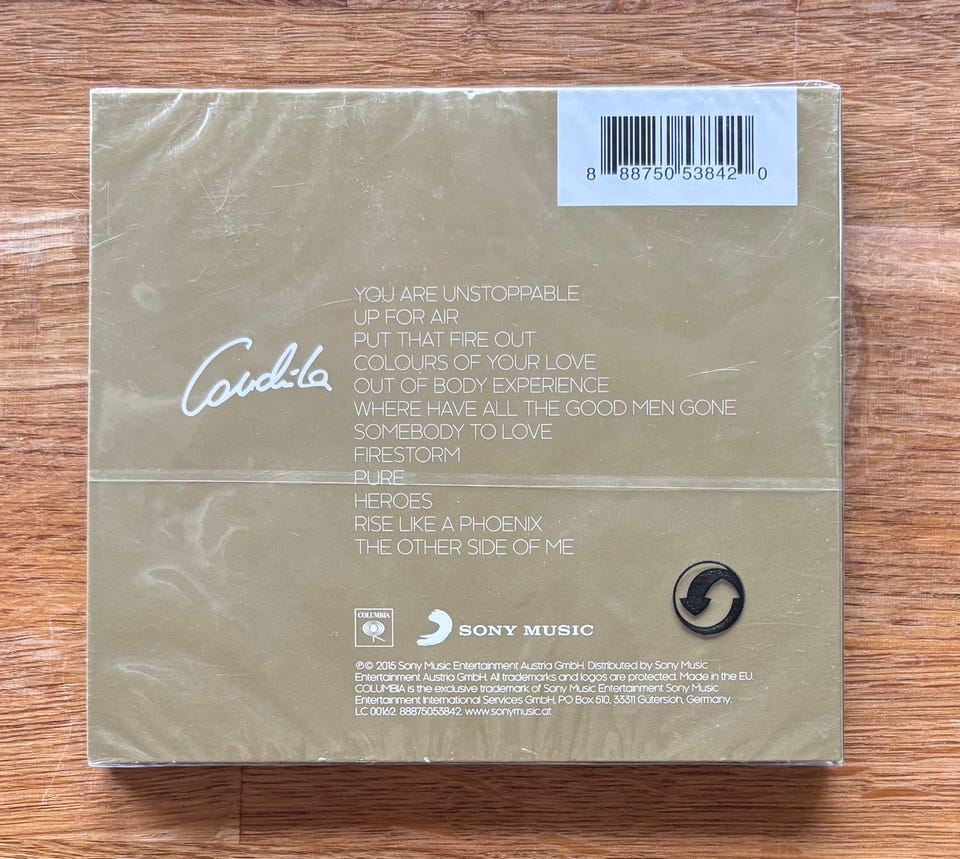 8 88750 53842 0
YOU ARE UNSTOPPABLE
UP FOR AIR
PUT THAT FIRE OUT
COLOURS OF YOUR LOVE
OUT OF BODY EXPERIENCE
WHERE HAVE ALL THE GOOD MEN GONE
SOMEBODY TO LOVE
FIRESTORM
PURE
HEROES
RISE LIKE A PHOENIX
THE OTHER SIDE OF ME
COLUMBIA
SONY MUSIC
℗© 2015 Sony Music Entertainment Austria GmbH. Distributed by Sony Music
Entertainment Austria GmbH. All trademarks and logos are protected. Made in the EU.
COLUMBIA is the exclusive trademark of Sony Music Entertainment Sony Music
Entertainment International Services GmbH, PO Box 510, 33311 Gütersloh, Germany.
LC 00162. 88875053842. www.sonymusic.at